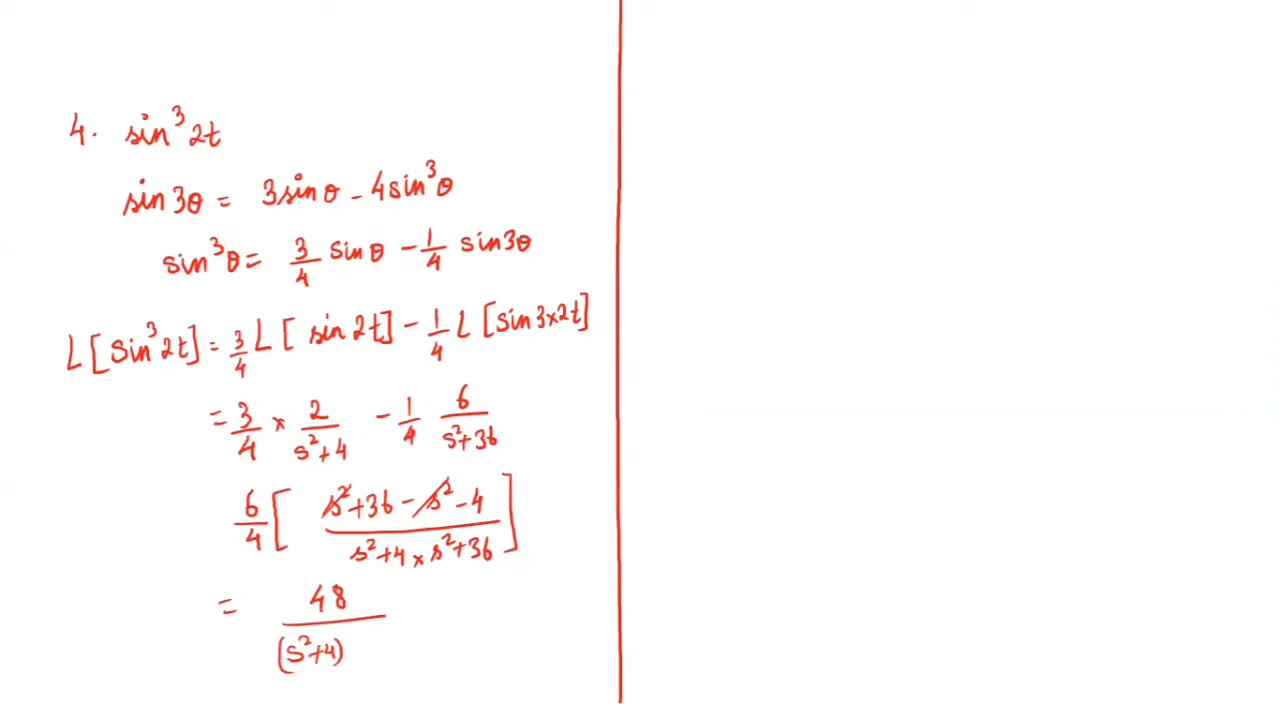 4. sin³2t
sin3θ = 3sinθ - 4sin³θ
sin³θ = 3/4 sinθ - 1/4 sin3θ
L[sin³2t] = 3/4 L[sin2t] - 1/4 L[sin3×2t]
= 3/4 × 2/(s²+4) - 1/4 6/(s²+36)
6/4 [ (s²+36-s²-4)/(s²+4×s²+36) ]
= 48/(s²+4)